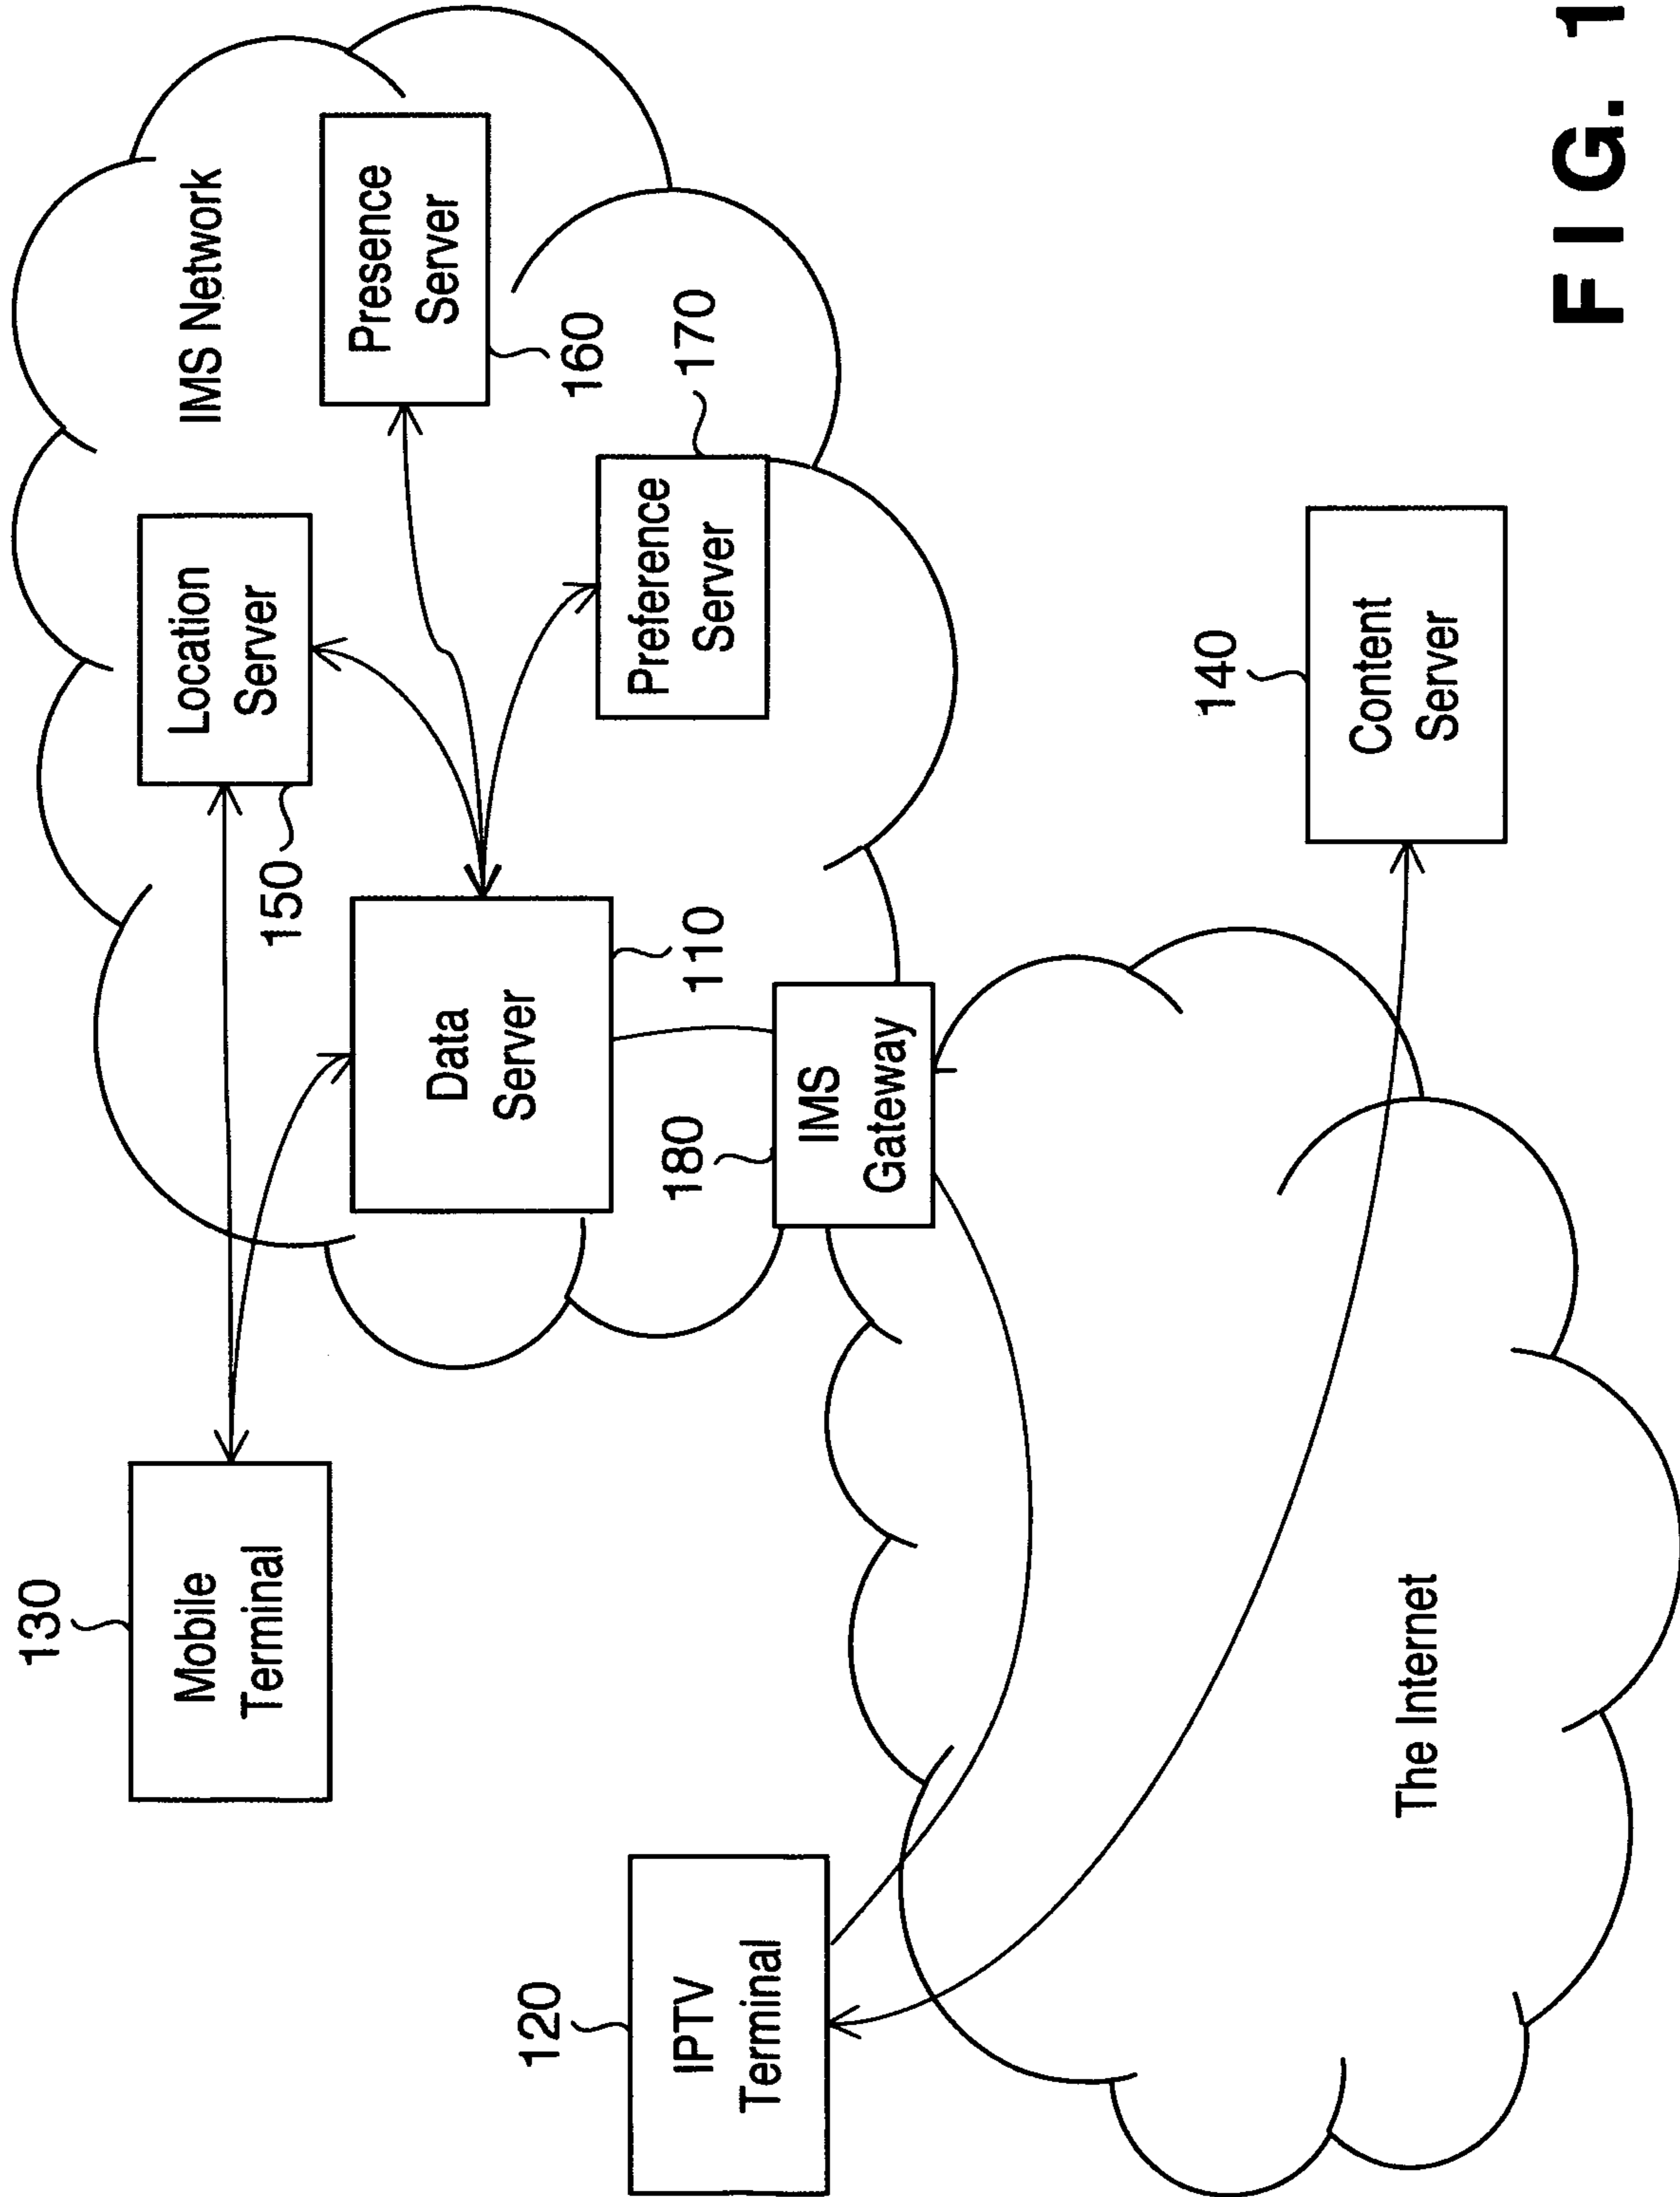 130
Mobile
Terminal
IMS Network
Location
Server
150
Presence
Server
160
Data
Server
110
Preference
Server
170
180
IMS
Gateway
120
IPTV
Terminal
140
Content
Server
The Internet
FIG. 1